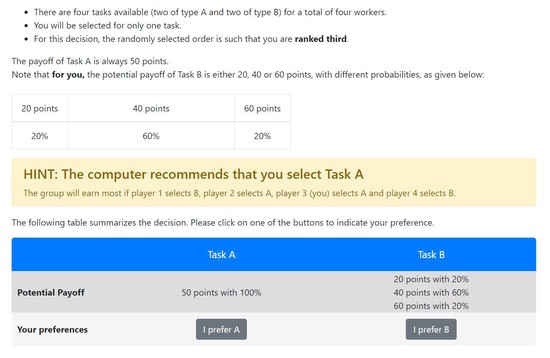 There are four tasks available (two of type A and two of type B) for a total of four workers.
You will be selected for only one task.
For this decision, the randomly selected order is such that you are ranked third.
The payoff of Task A is always 50 points.
Note that for you, the potential payoff of Task B is either 20, 40 or 60 points, with different probabilities, as given below:
20 points 40 points 60 points
20% 60% 20%
HINT: The computer recommends that you select Task A
The group will earn most if player 1 selects B, player 2 selects A, player 3 (you) selects A and player 4 selects B.
The following table summarizes the decision. Please click on one of the buttons to indicate your preference.
Task A Task B
Potential Payoff 50 points with 100% 20 points with 20%
40 points with 60%
60 points with 20%
Your preferences I prefer A I prefer B